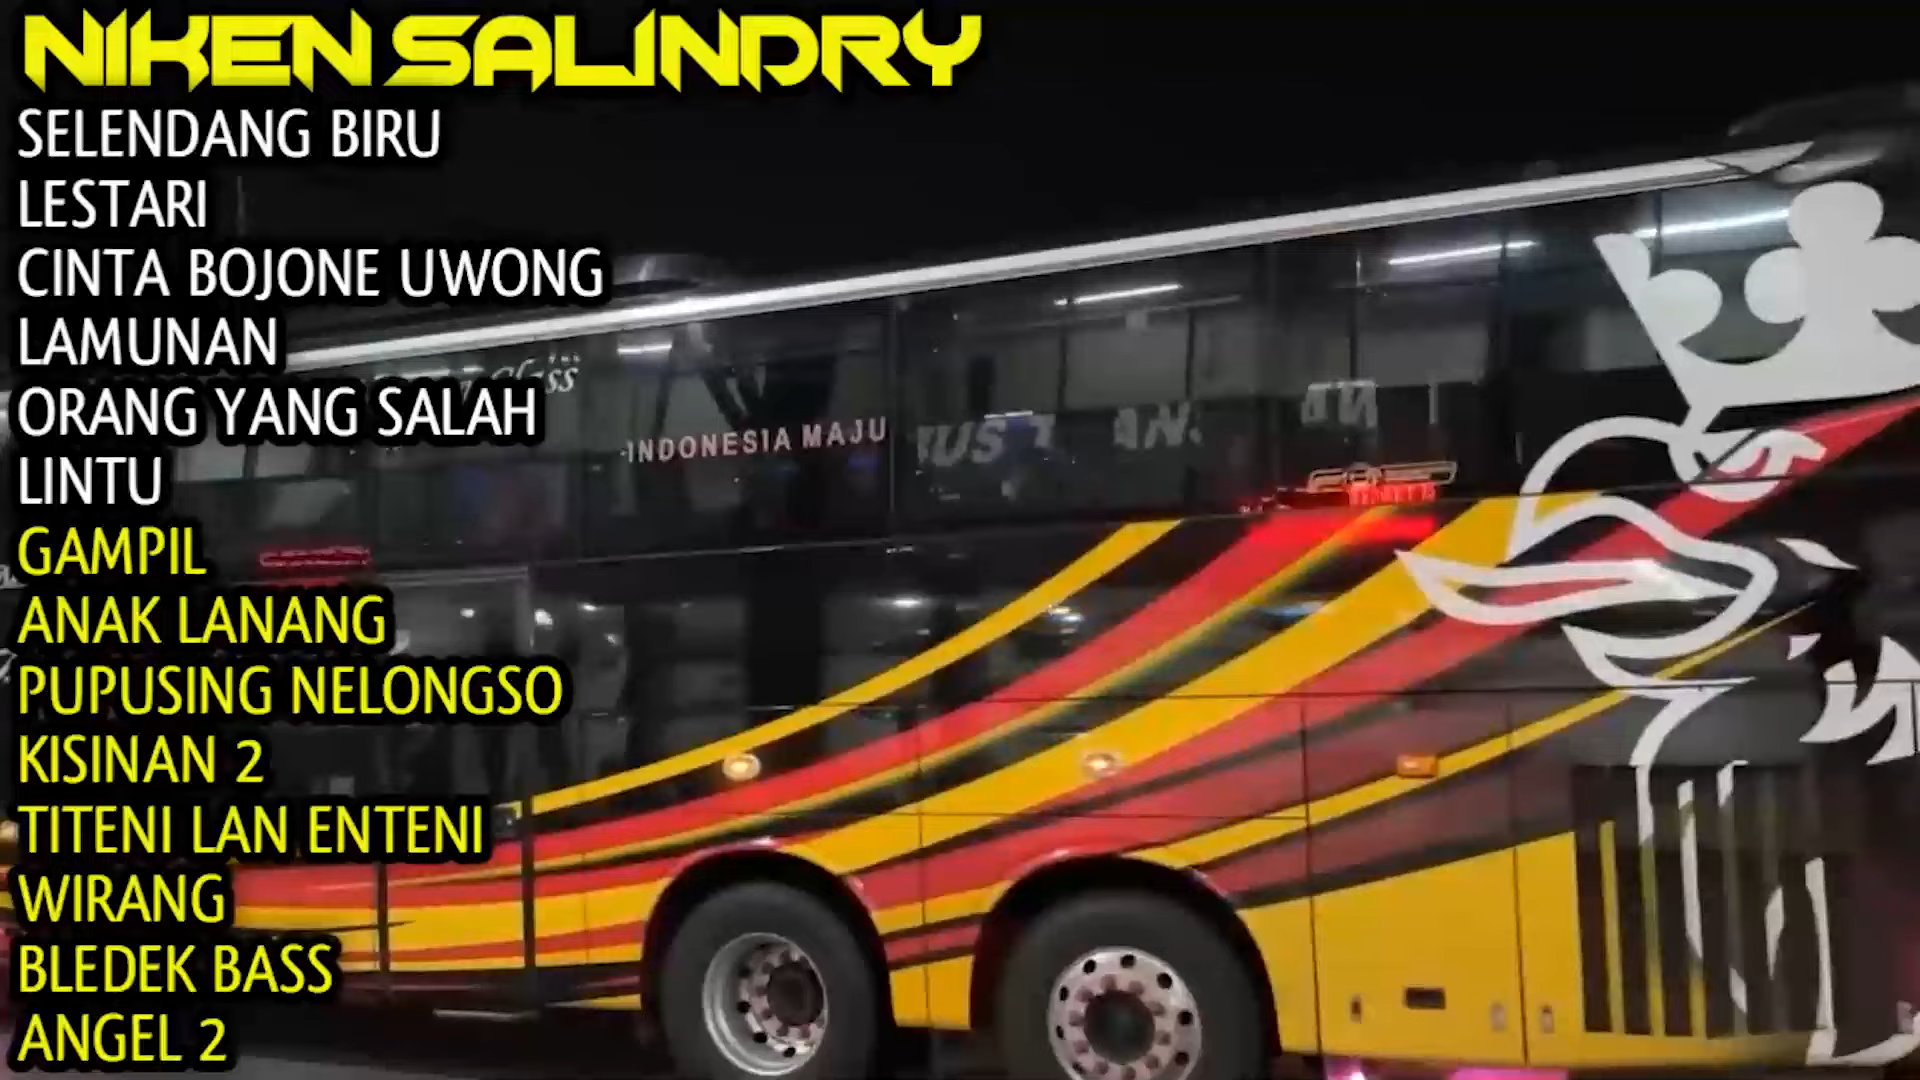 NIKEN SALINDRY
SELENDANG BIRU
LESTARI
CINTA BOJONE UWONG
LAMUNAN
ORANG YANG SALAH
LINTU
GAMPIL
ANAK LANANG
PUPUSING NELONGSO
KISINAN 2
TITENI LAN ENTENI
WIRANG
BLEDEK BASS
ANGEL 2
Class
INDONESIA MAJU